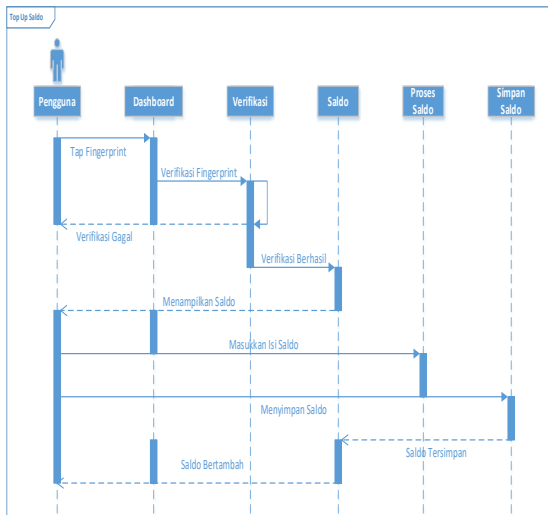 Top Up Saldo
Pengguna
Dashboard
Verifikasi
Saldo
Proses
Saldo
Simpan
Saldo
Tap Fingerprint
Verifikasi Fingerprint
Verifikasi Gagal
Verifikasi Berhasil
Menampilkan Saldo
Masukkan Isi Saldo
Menyimpan Saldo
Saldo Tersimpan
Saldo Bertambah